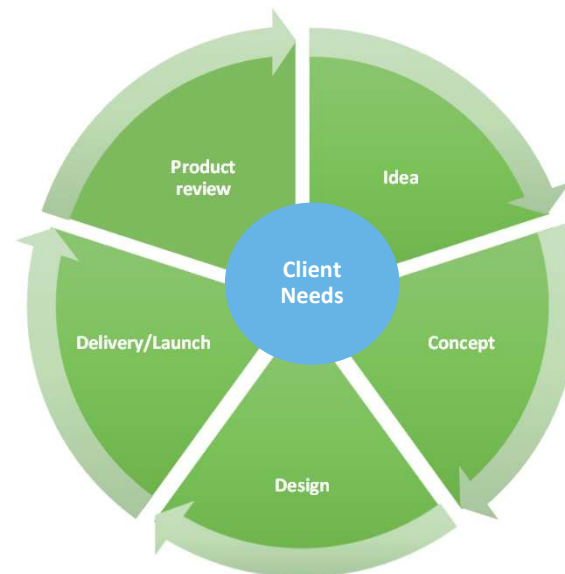 Product
review
Idea
Client
Needs
Delivery/Launch
Concept
Design